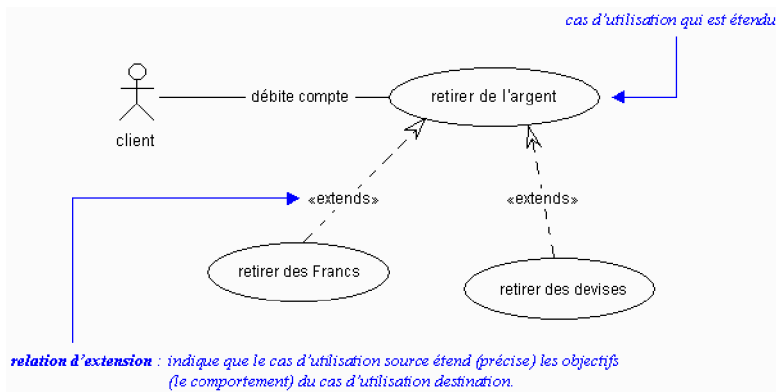 cas d'utilisation qui est étendu
débite compte
retirer de l'argent
client
«extends»
«extends»
retirer des Francs
retirer des devises
relation d'extension : indique que le cas d'utilisation source étend (précise) les objectifs
(le comportement) du cas d'utilisation destination.